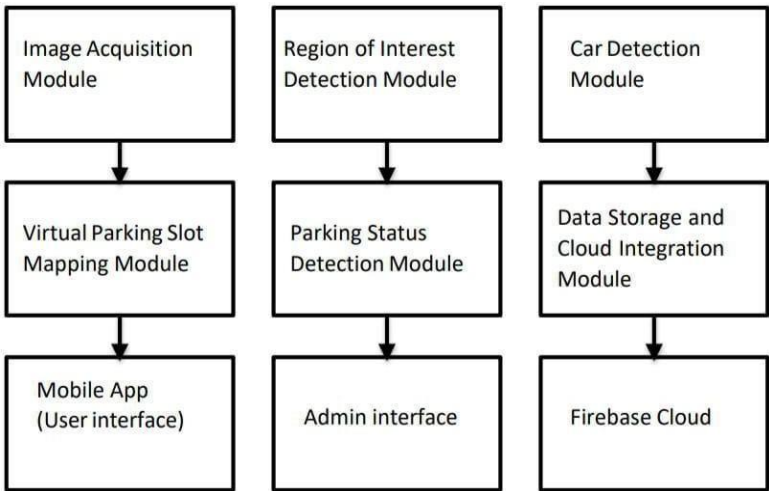 Image Acquisition
Module
Region of Interest
Detection Module
Car Detection
Module
Virtual Parking Slot
Mapping Module
Parking Status
Detection Module
Data Storage and
Cloud Integration
Module
Mobile App
(User interface)
Admin interface
Firebase Cloud